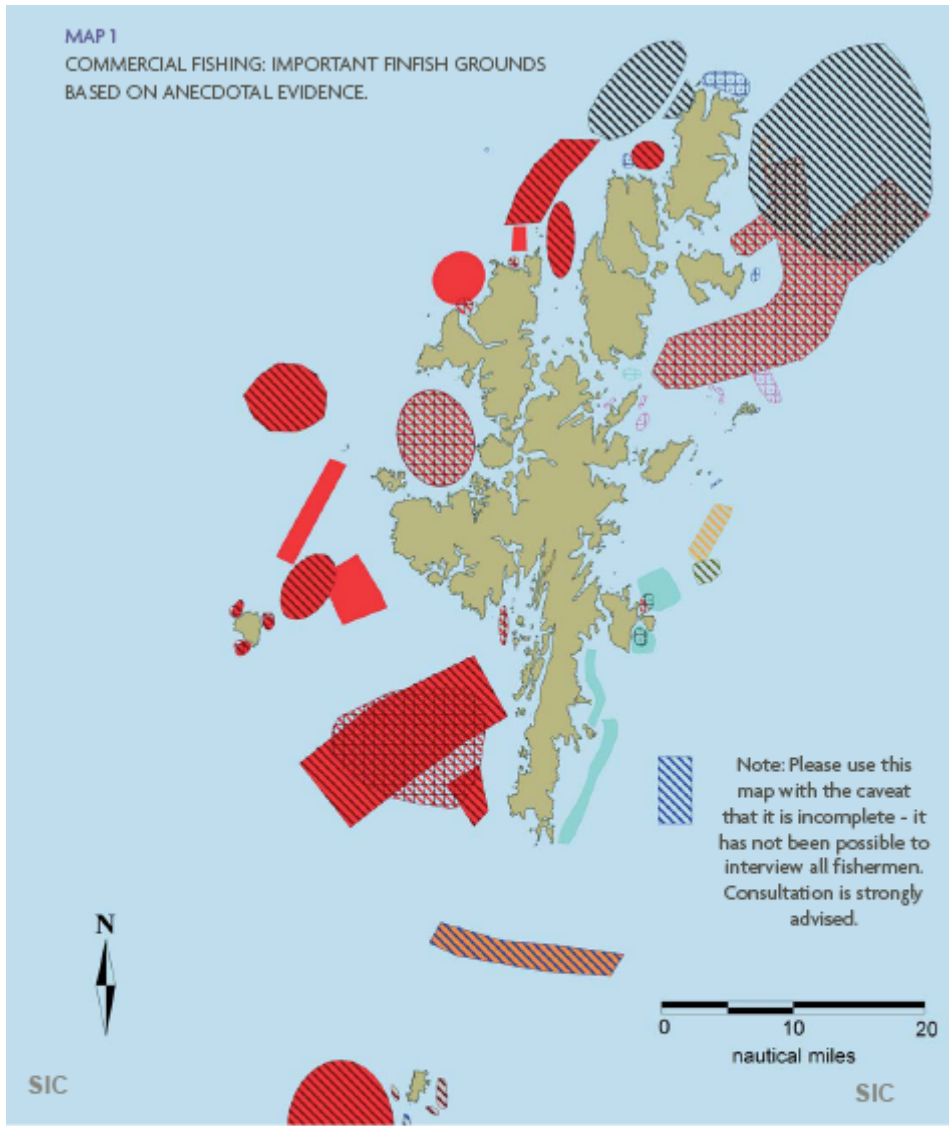 MAP 1
COMMERCIAL FISHING: IMPORTANT FINFISH GROUNDS
BASED ON ANECDOTAL EVIDENCE.
Note: Please use this
map with the caveat
that it is incomplete - it
has not been possible to
interview all fishermen.
Consultation is strongly
advised.
N
0 10 20
nautical miles
SIC
SIC